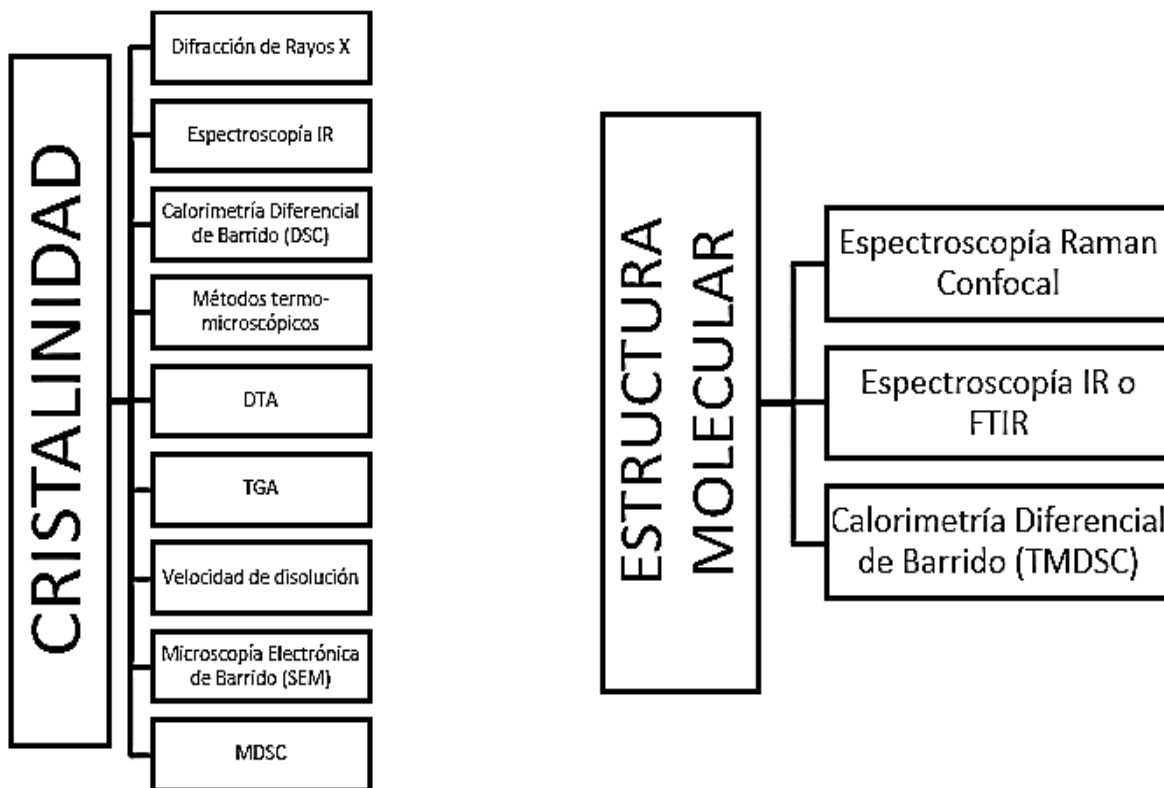 CRISTALINIDAD
Difracción de Rayos X
Espectroscopía IR
Calorimetría Diferencial
de Barrido (DSC)
Métodos termo-
microscópicos
DTA
TGA
Velocidad de disolución
Microscopía Electrónica
de Barrido (SEM)
MDSC
ESTRUCTURA
MOLECULAR
Espectroscopía Raman
Confocal
Espectroscopía IR o
FTIR
Calorimetría Diferencial
de Barrido (TMDSC)